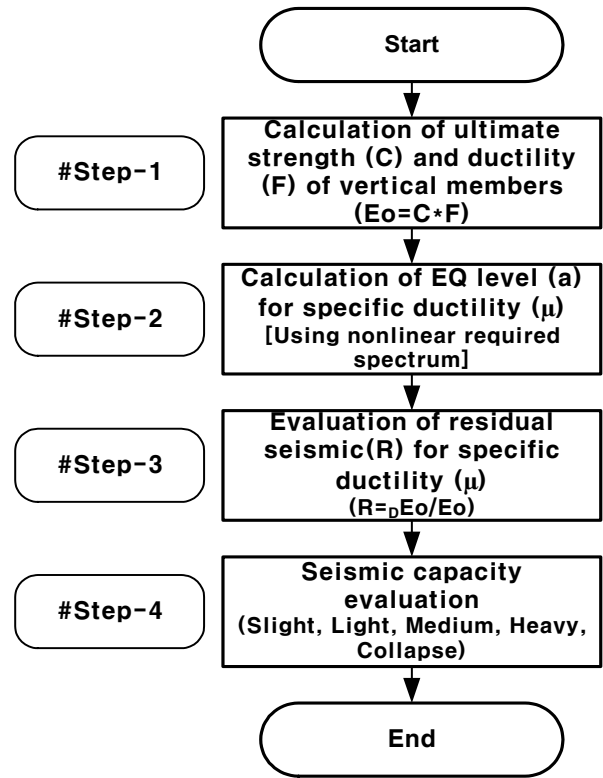 Start
#Step-1
Calculation of ultimate
strength (C) and ductility
(F) of vertical members
(Eo=C*F)
#Step-2
Calculation of EQ level (a)
for specific ductility (μ)
[Using nonlinear required
spectrum]
#Step-3
Evaluation of residual
seismic(R) for specific
ductility (μ)
(R=DEo/Eo)
#Step-4
Seismic capacity
evaluation
(Slight, Light, Medium, Heavy,
Collapse)
End